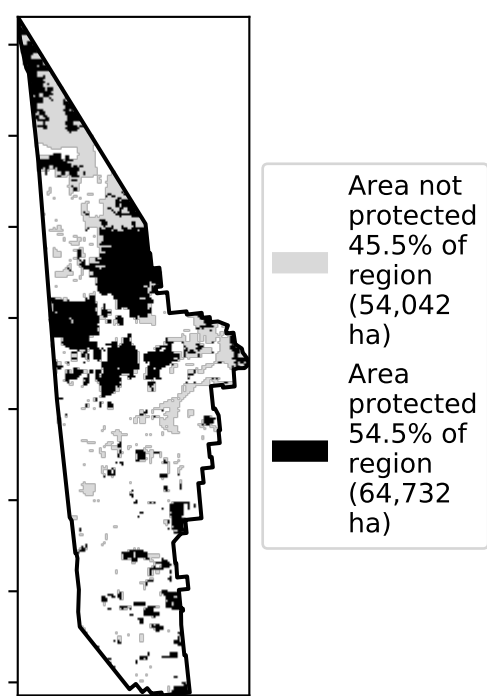 Area not
protected
45.5% of
region
(54,042
ha)
Area
protected
54.5% of
region
(64,732
ha)